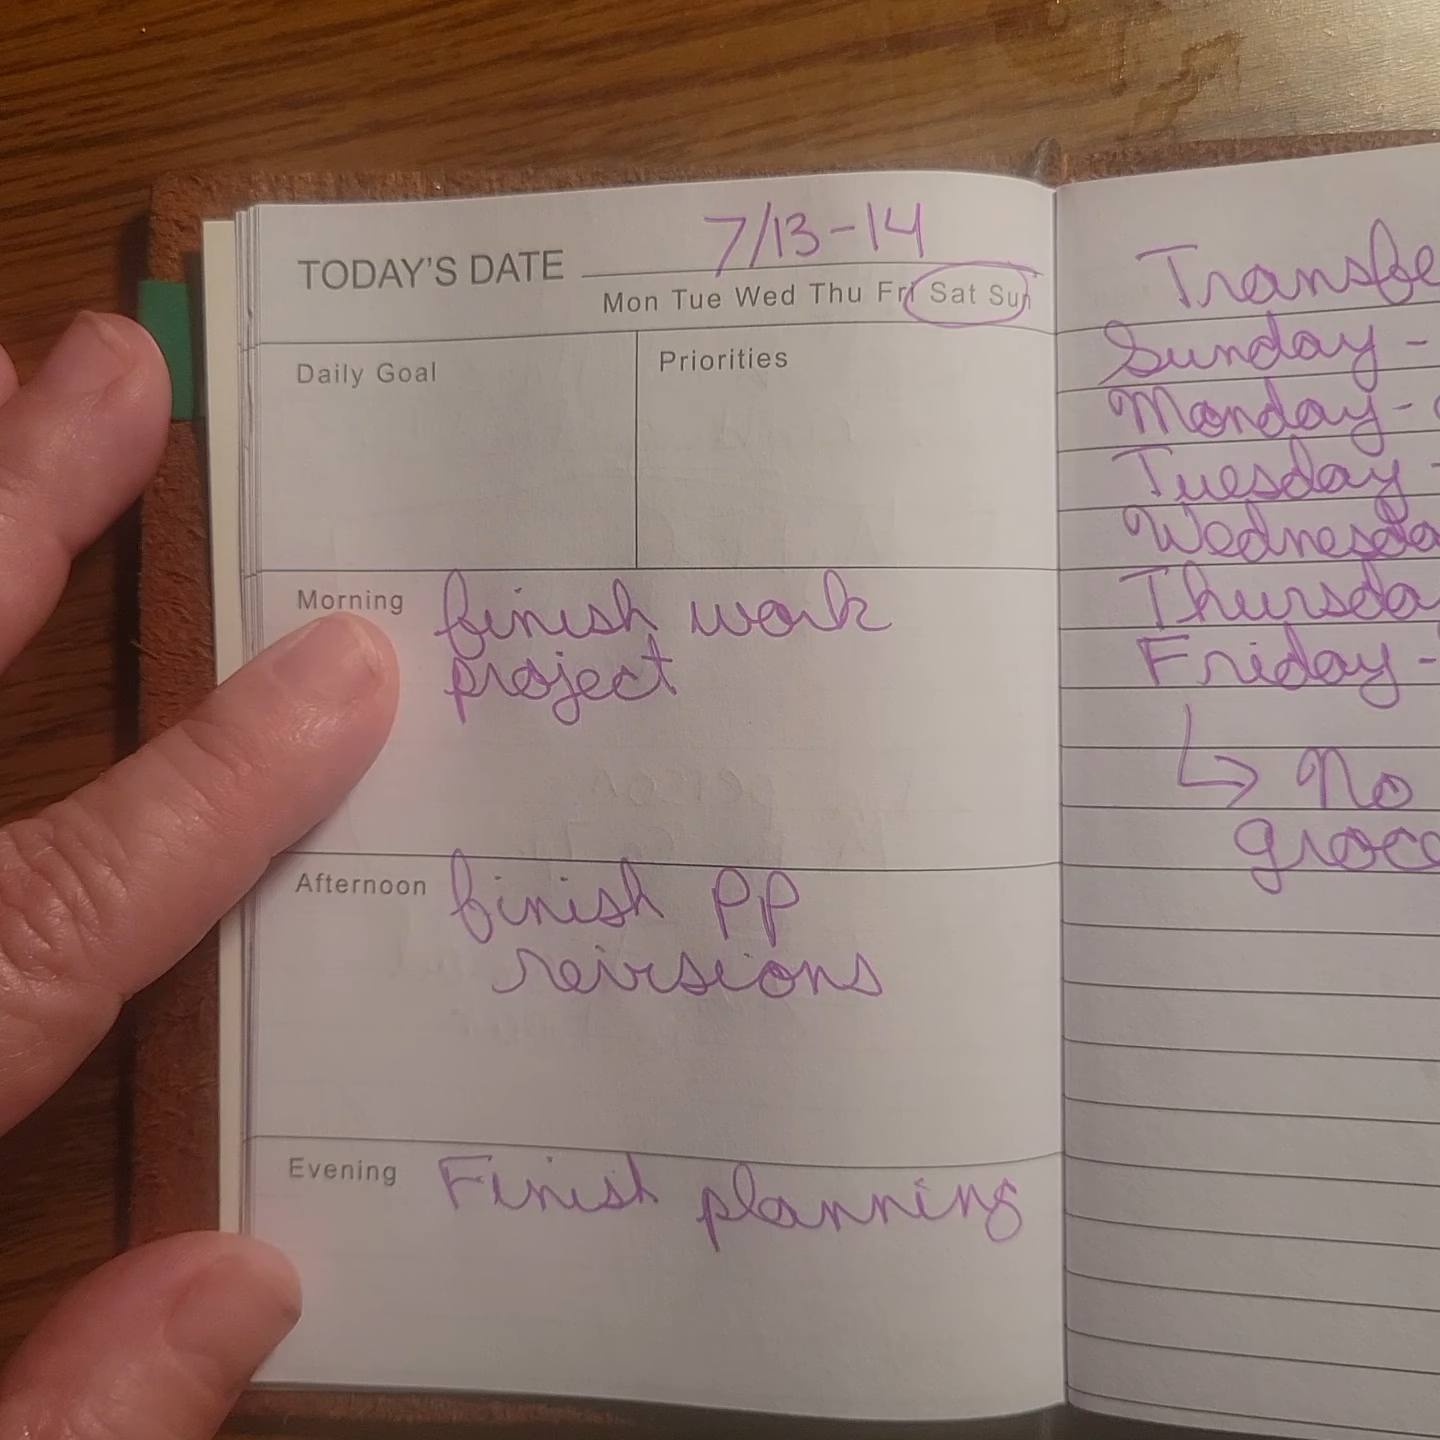 TODAY'S DATE 7/13-14
Mon Tue Wed Thu Fri Sat Sun
Daily Goal
Priorities
Morning finish work
project
Afternoon finish PP
revisions
Evening Finish planning
Sunday -
Monday -
Tuesday -
Friday -
↳ No